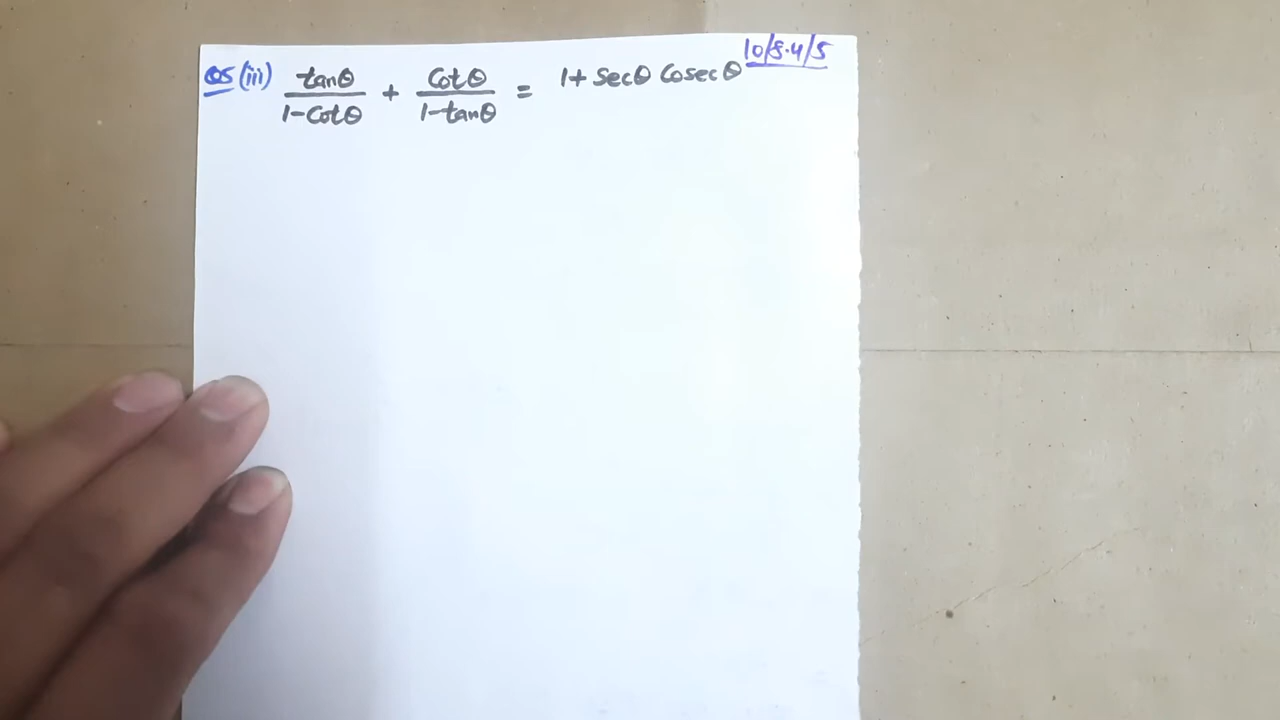 Q5 (iii) tanθ/1-Cotθ + Cotθ/1-tanθ = 1+ Secθ Cosecθ
10/8.4/5